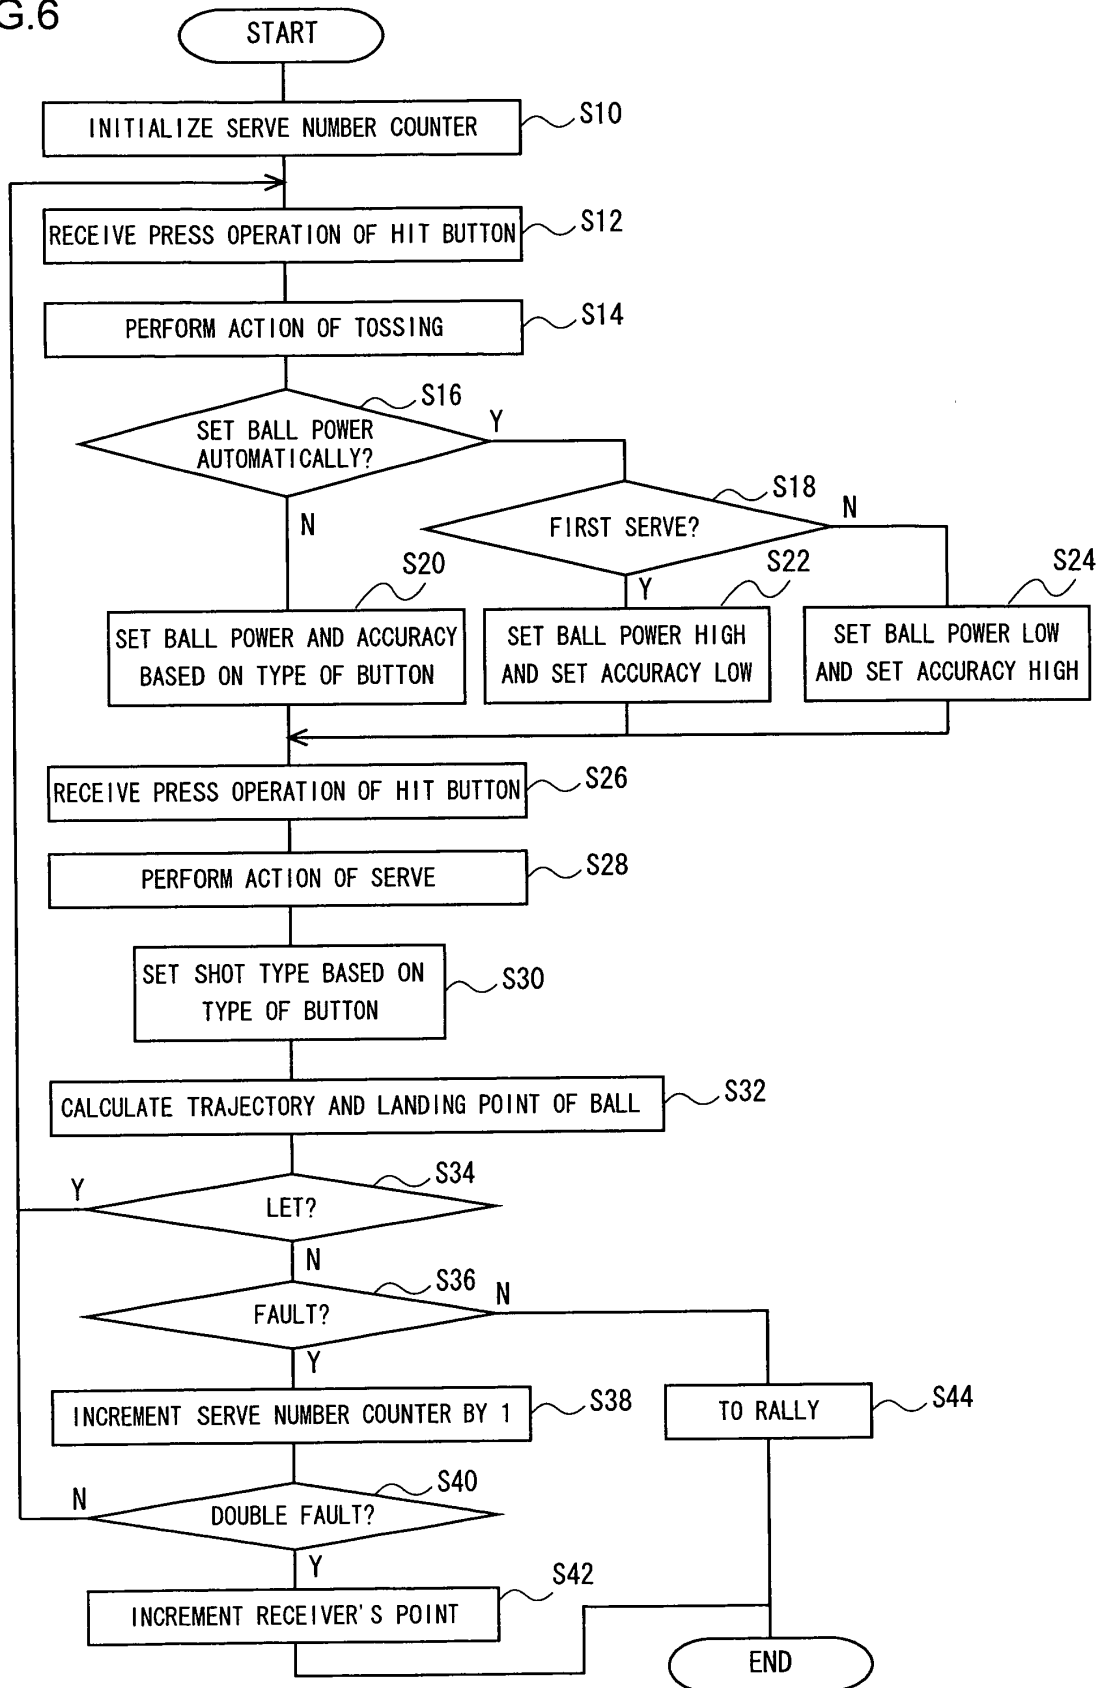 G.6
START
INITIALIZE SERVE NUMBER COUNTER
S10
RECEIVE PRESS OPERATION OF HIT BUTTON
S12
PERFORM ACTION OF TOSSING
S14
S16
SET BALL POWER
AUTOMATICALLY?
Y
N
S18
FIRST SERVE?
N
Y
S20
SET BALL POWER AND ACCURACY
BASED ON TYPE OF BUTTON
S22
SET BALL POWER HIGH
AND SET ACCURACY LOW
S24
SET BALL POWER LOW
AND SET ACCURACY HIGH
RECEIVE PRESS OPERATION OF HIT BUTTON
S26
PERFORM ACTION OF SERVE
S28
SET SHOT TYPE BASED ON
TYPE OF BUTTON
S30
CALCULATE TRAJECTORY AND LANDING POINT OF BALL
S32
S34
Y
LET?
N
S36
FAULT?
N
Y
INCREMENT SERVE NUMBER COUNTER BY 1
S38
TO RALLY
S44
S40
N
DOUBLE FAULT?
Y
S42
INCREMENT RECEIVER'S POINT
END